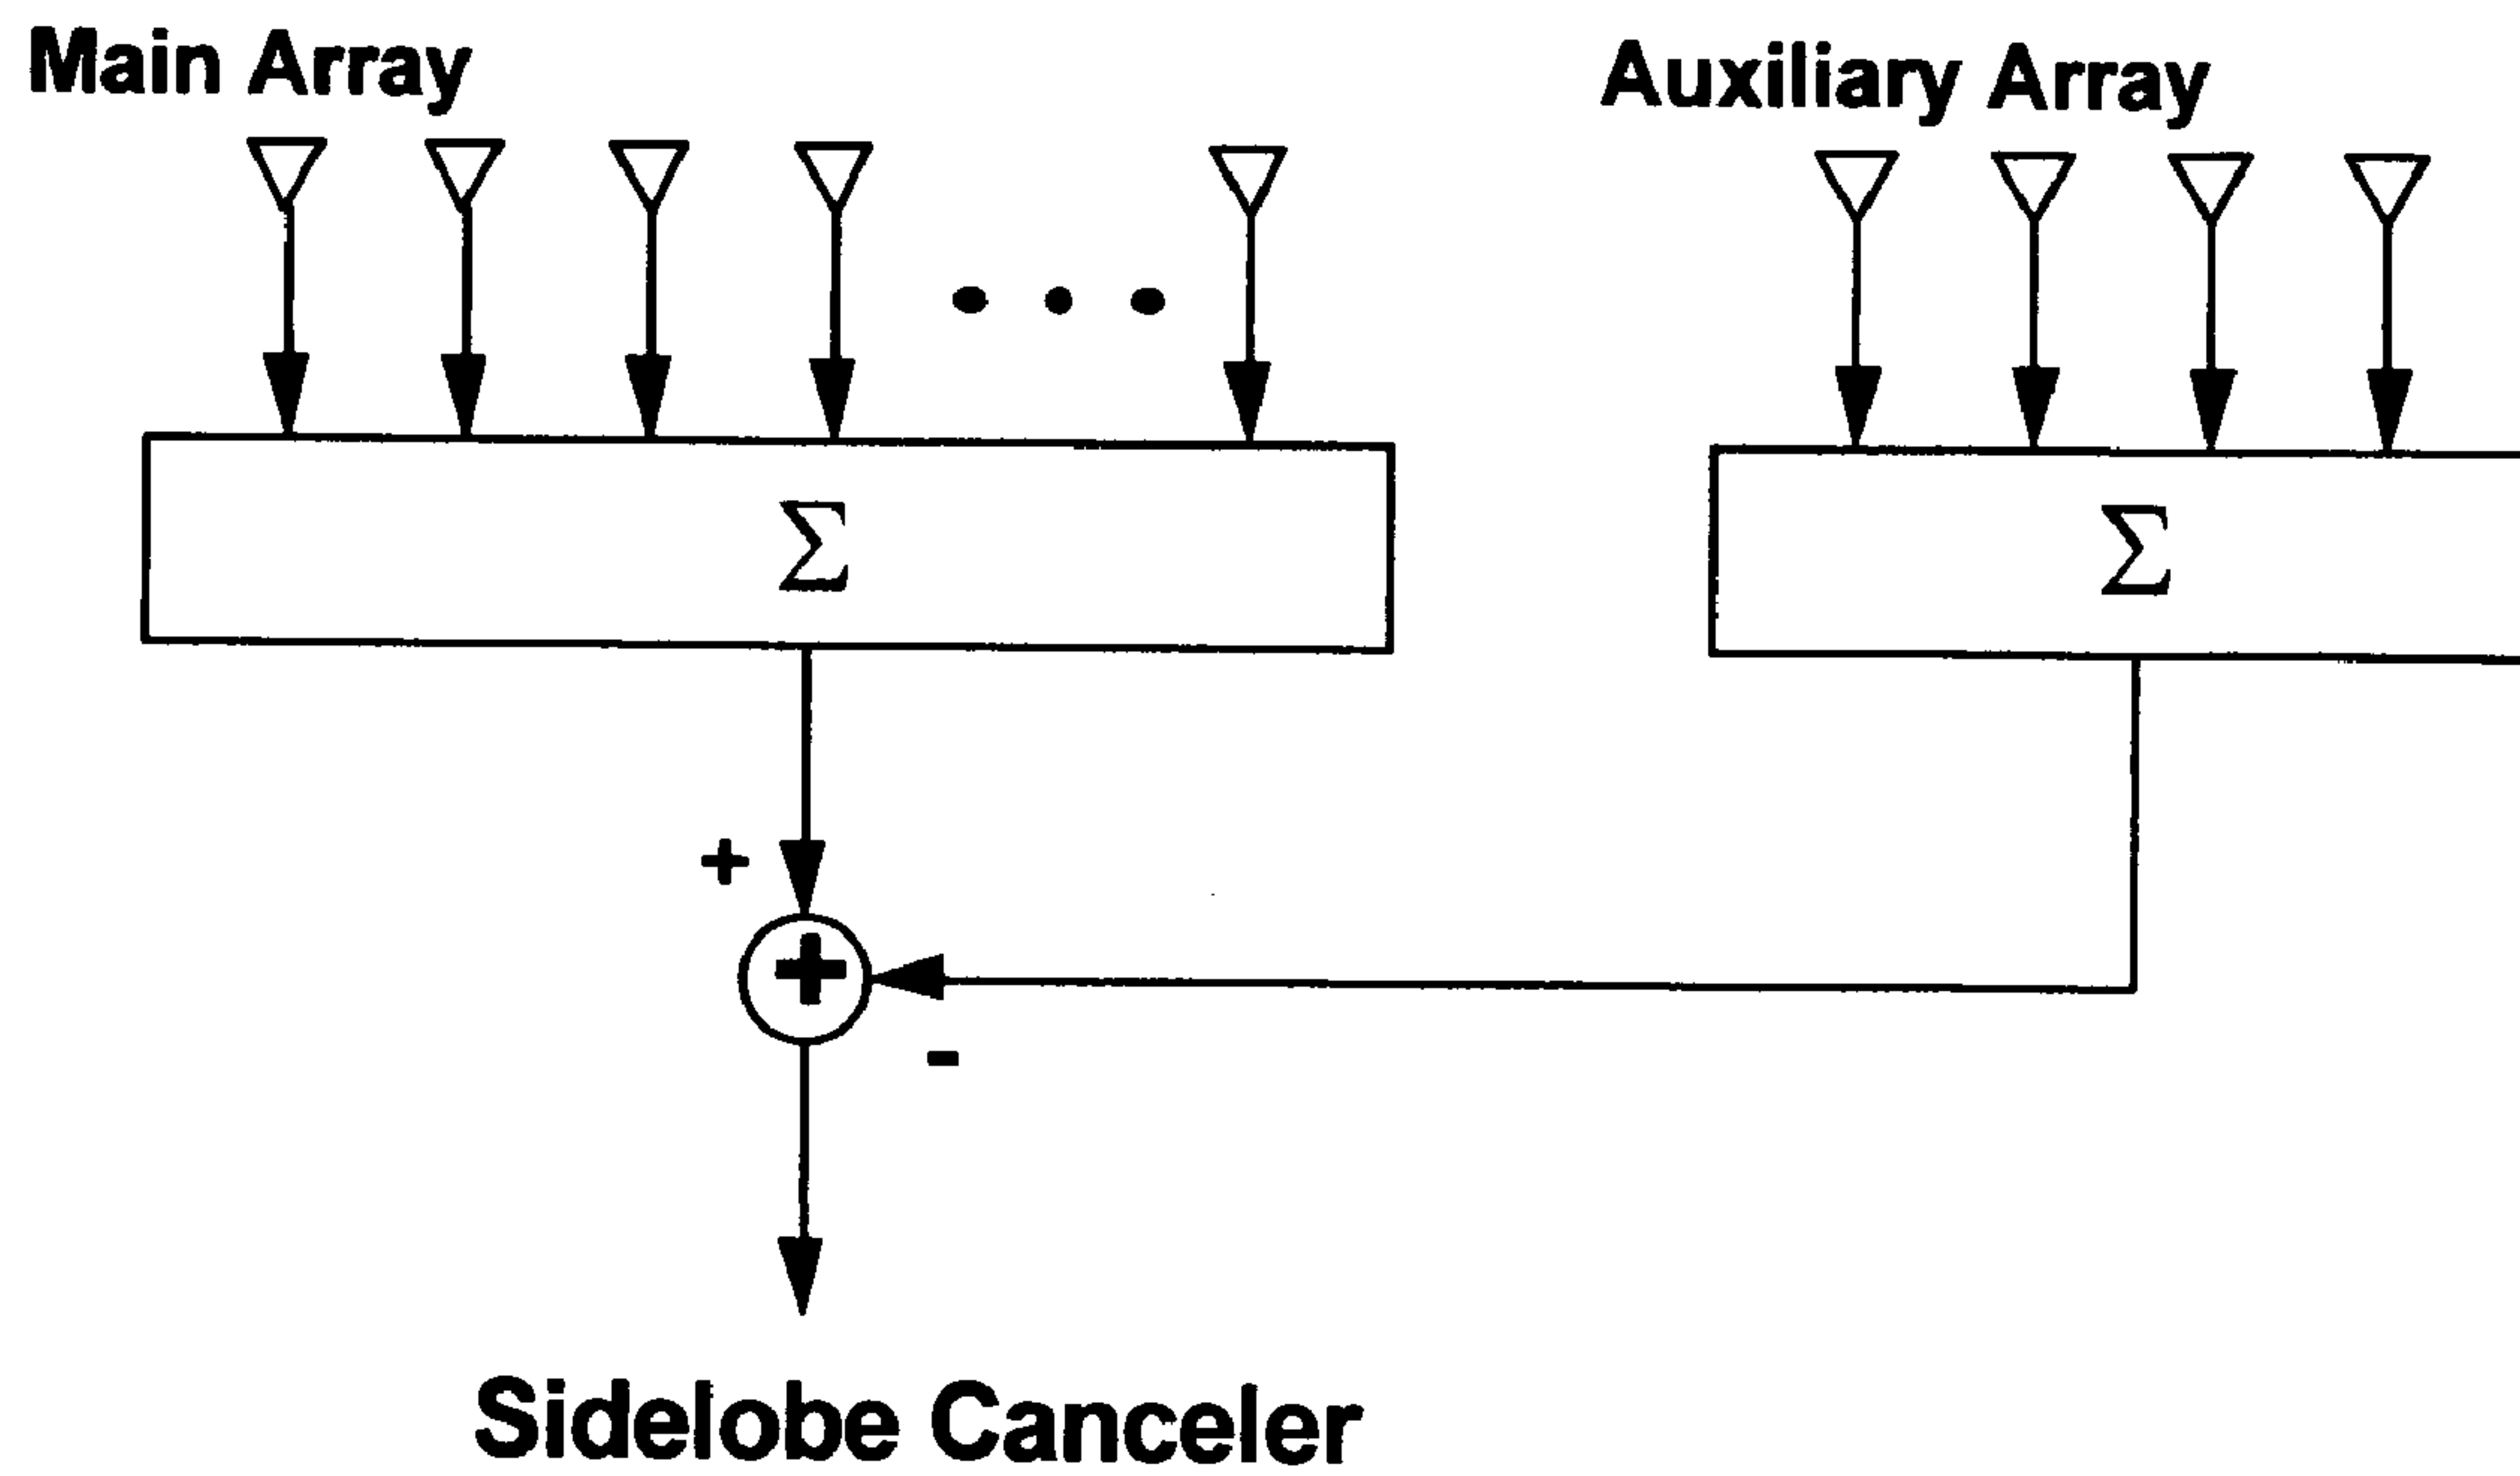 Main Array
Auxiliary Array
• • •
Σ
Σ
+
+
-
Sidelobe Canceler